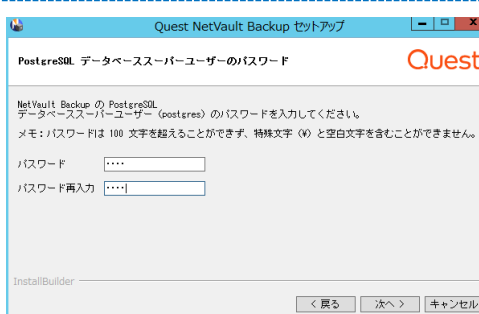 Quest NetVault Backup セットアップ
PostgreSQL データベーススーパーユーザーのパスワード
Quest
NetVault Backup の PostgreSQL
データベーススーパーユーザー (postgres) のパスワードを入力してください。
メモ：パスワードは 100 文字を超えることができず、特殊文字 (¥) と空白文字を含むことができません。
パスワード
パスワード再入力
InstallBuilder
< 戻る 次へ > キャンセル